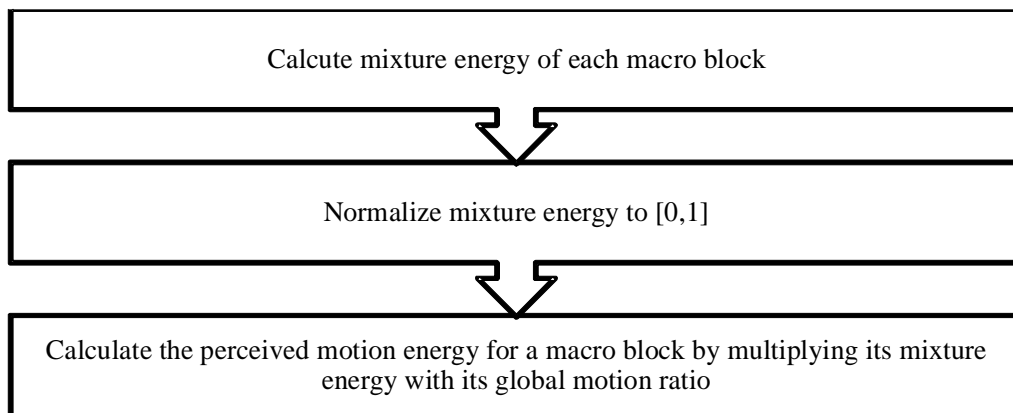 Calcute mixture energy of each macro block
Normalize mixture energy to [0,1]
Calculate the perceived motion energy for a macro block by multiplying its mixture
energy with its global motion ratio